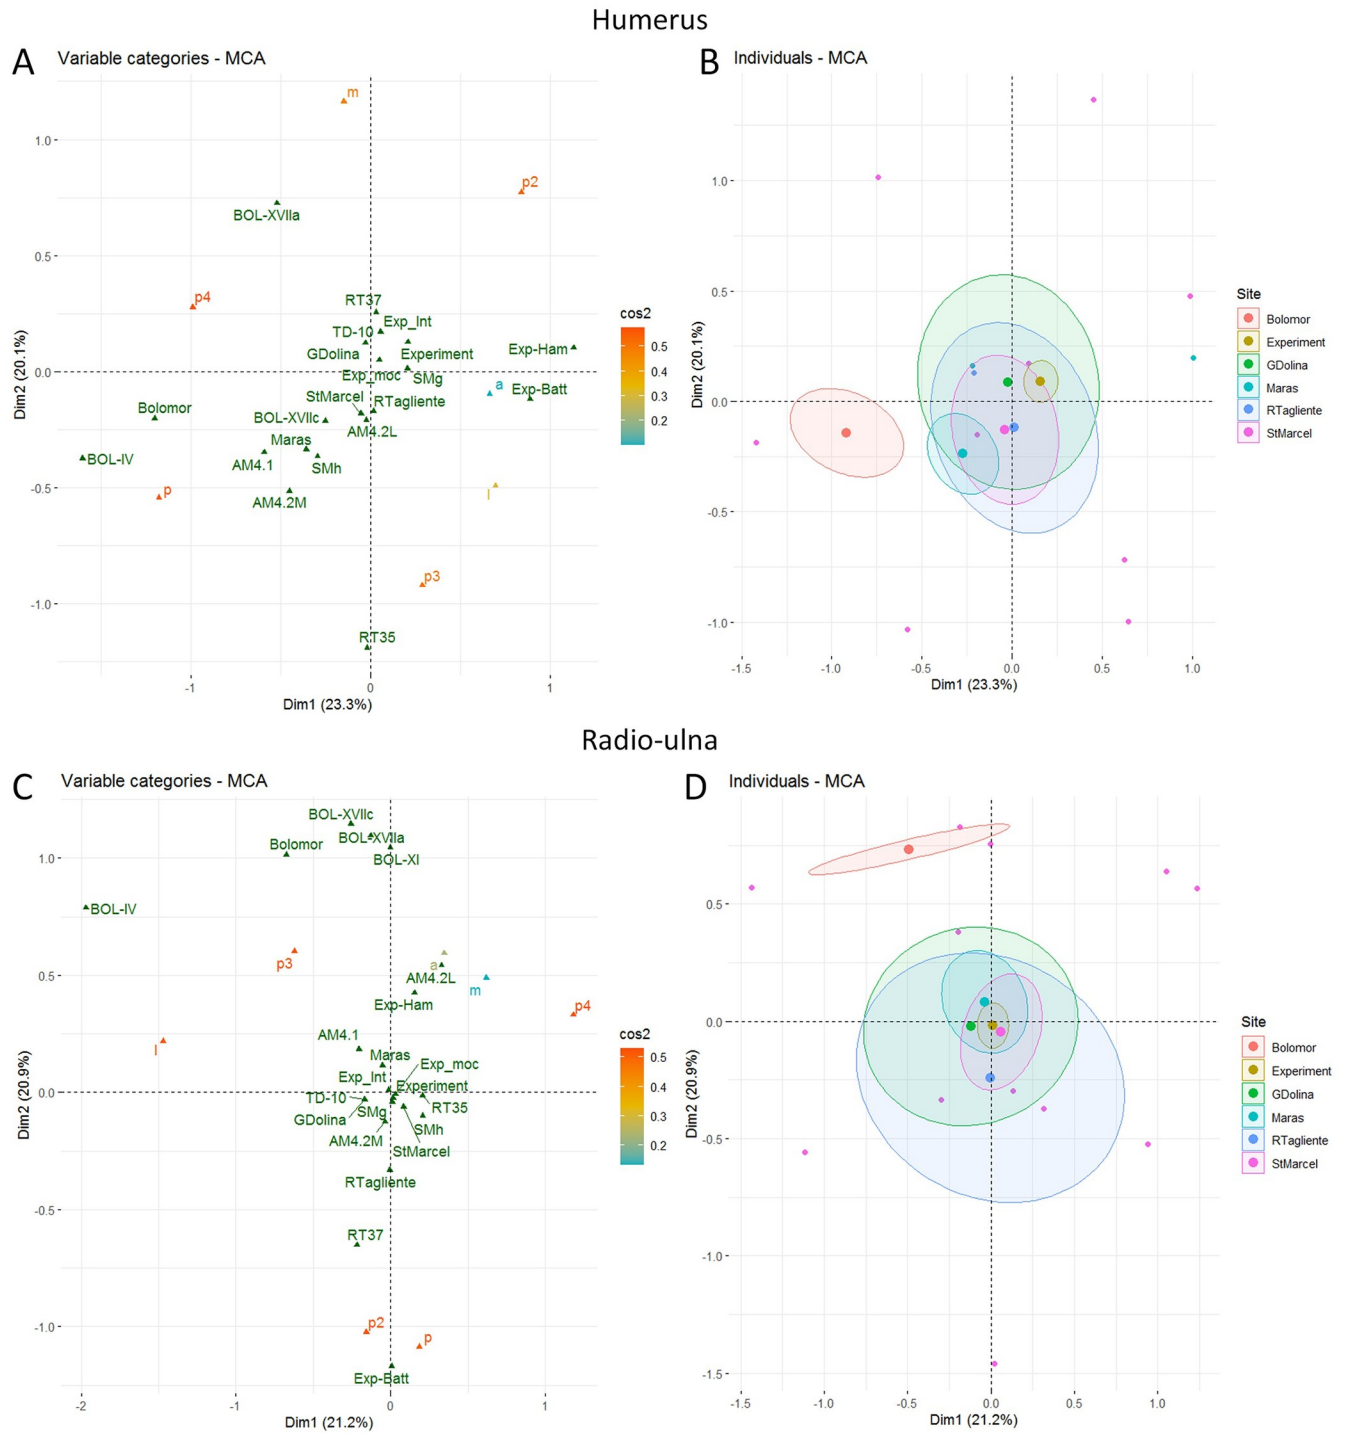 Humerus
A
Variable categories - MCA
m
p2
BOL-XVIIa
p4
RT37
Exp_Int
TD-10
GDolina
Experiment
Exp-Ham
Exp_moc
SMg
a
Exp-Batt
StMarcel
RTagliente
Bolomor
BOL-XVIIc
AM4.2L
Maras
BOL-IV
AM4.1
SMh
p
AM4.2M
l
p3
RT35
1.0
0.5
0.0
-0.5
-1.0
Dim2 (20.1%)
-1
0
1
Dim1 (23.3%)
cos2
0.5
0.4
0.3
0.2
B
Individuals - MCA
1.0
0.5
0.0
-0.5
-1.0
Dim2 (20.1%)
-1.5
-1.0
-0.5
0.0
0.5
1.0
Dim1 (23.3%)
Site
Bolomor
Experiment
GDolina
Maras
RTagliente
StMarcel
Radio-ulna
C
Variable categories - MCA
BOL-XVIIc
BOL-XVIIa
Bolomor
BOL-XI
BOL-IV
p3
a
AM4.2L
m
Exp-Ham
p4
l
AM4.1
Maras
Exp_moc
Exp_Int
Experiment
TD-10
RT35
SMg
GDolina
SMh
AM4.2M
StMarcel
RTagliente
RT37
p2
p
Exp-Batt
1.0
0.5
0.0
-0.5
-1.0
Dim2 (20.9%)
-2
-1
0
1
Dim1 (21.2%)
cos2
0.5
0.4
0.3
0.2
D
Individuals - MCA
0.5
0.0
-0.5
-1.0
-1.5
Dim2 (20.9%)
-1.5
-1.0
-0.5
0.0
0.5
1.0
Dim1 (21.2%)
Site
Bolomor
Experiment
GDolina
Maras
RTagliente
StMarcel